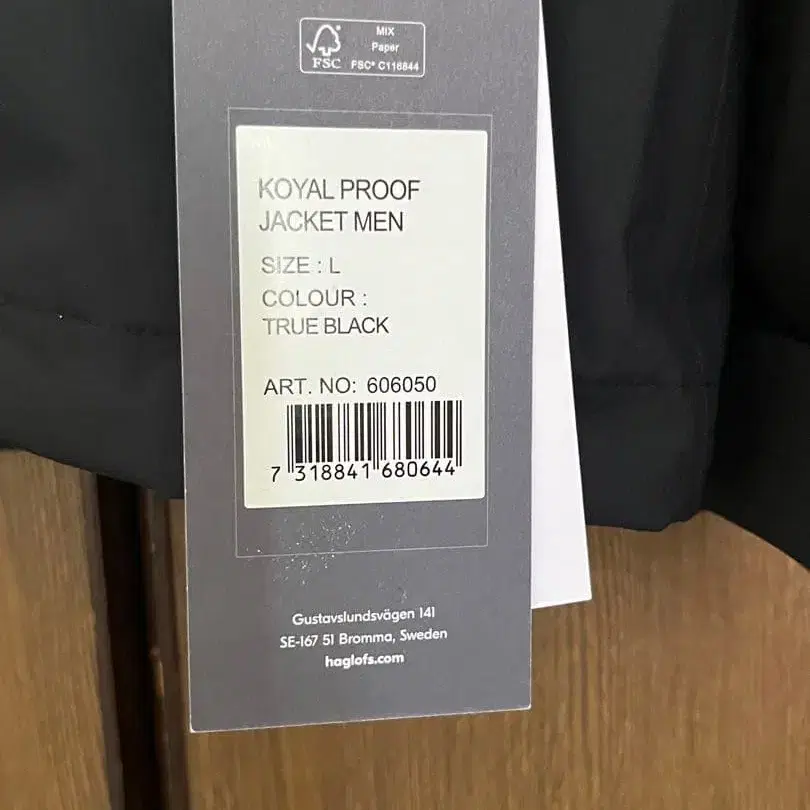 MIX
Paper
FSC® C116844
FSC
KOYAL PROOF
JACKET MEN
SIZE : L
COLOUR :
TRUE BLACK
ART. NO: 606050
7 318841 680644
Gustavslundsvägen 141
SE-167 51 Bromma, Sweden
haglofs.com